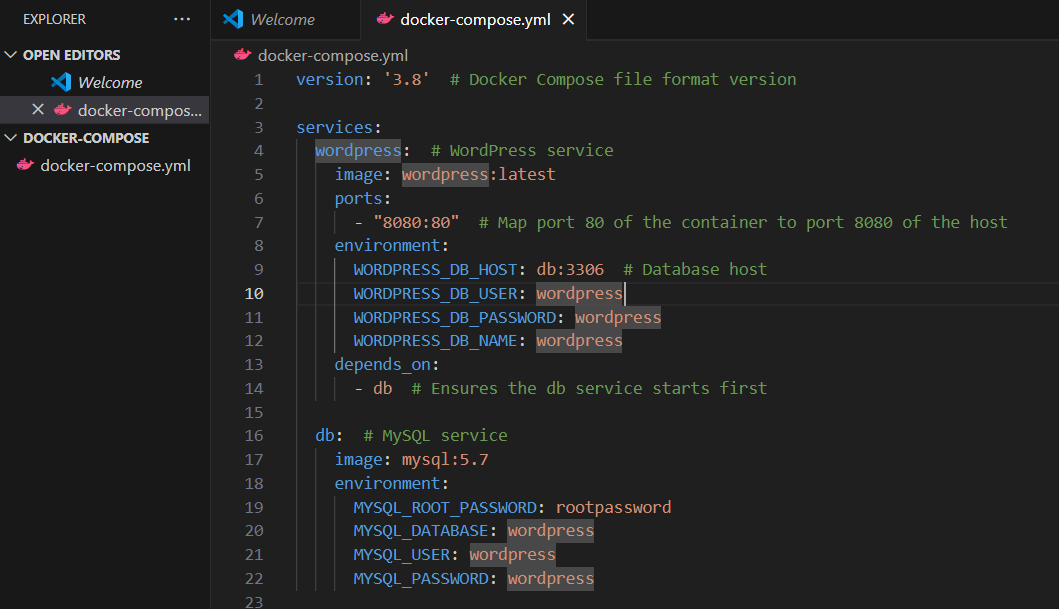 EXPLORER ···
Welcome
docker-compose.yml
OPEN EDITORS
Welcome
docker-compos...
DOCKER-COMPOSE
docker-compose.yml
docker-compose.yml
1 version: '3.8'  # Docker Compose file format version
2
3 services:
4   wordpress:  # WordPress service
5     image: wordpress:latest
6     ports:
7       - "8080:80"  # Map port 80 of the container to port 8080 of the host
8     environment:
9       WORDPRESS_DB_HOST: db:3306  # Database host
10       WORDPRESS_DB_USER: wordpress
11       WORDPRESS_DB_PASSWORD: wordpress
12       WORDPRESS_DB_NAME: wordpress
13     depends_on:
14       - db  # Ensures the db service starts first
15
16   db:  # MySQL service
17     image: mysql:5.7
18     environment:
19       MYSQL_ROOT_PASSWORD: rootpassword
20       MYSQL_DATABASE: wordpress
21       MYSQL_USER: wordpress
22       MYSQL_PASSWORD: wordpress
23